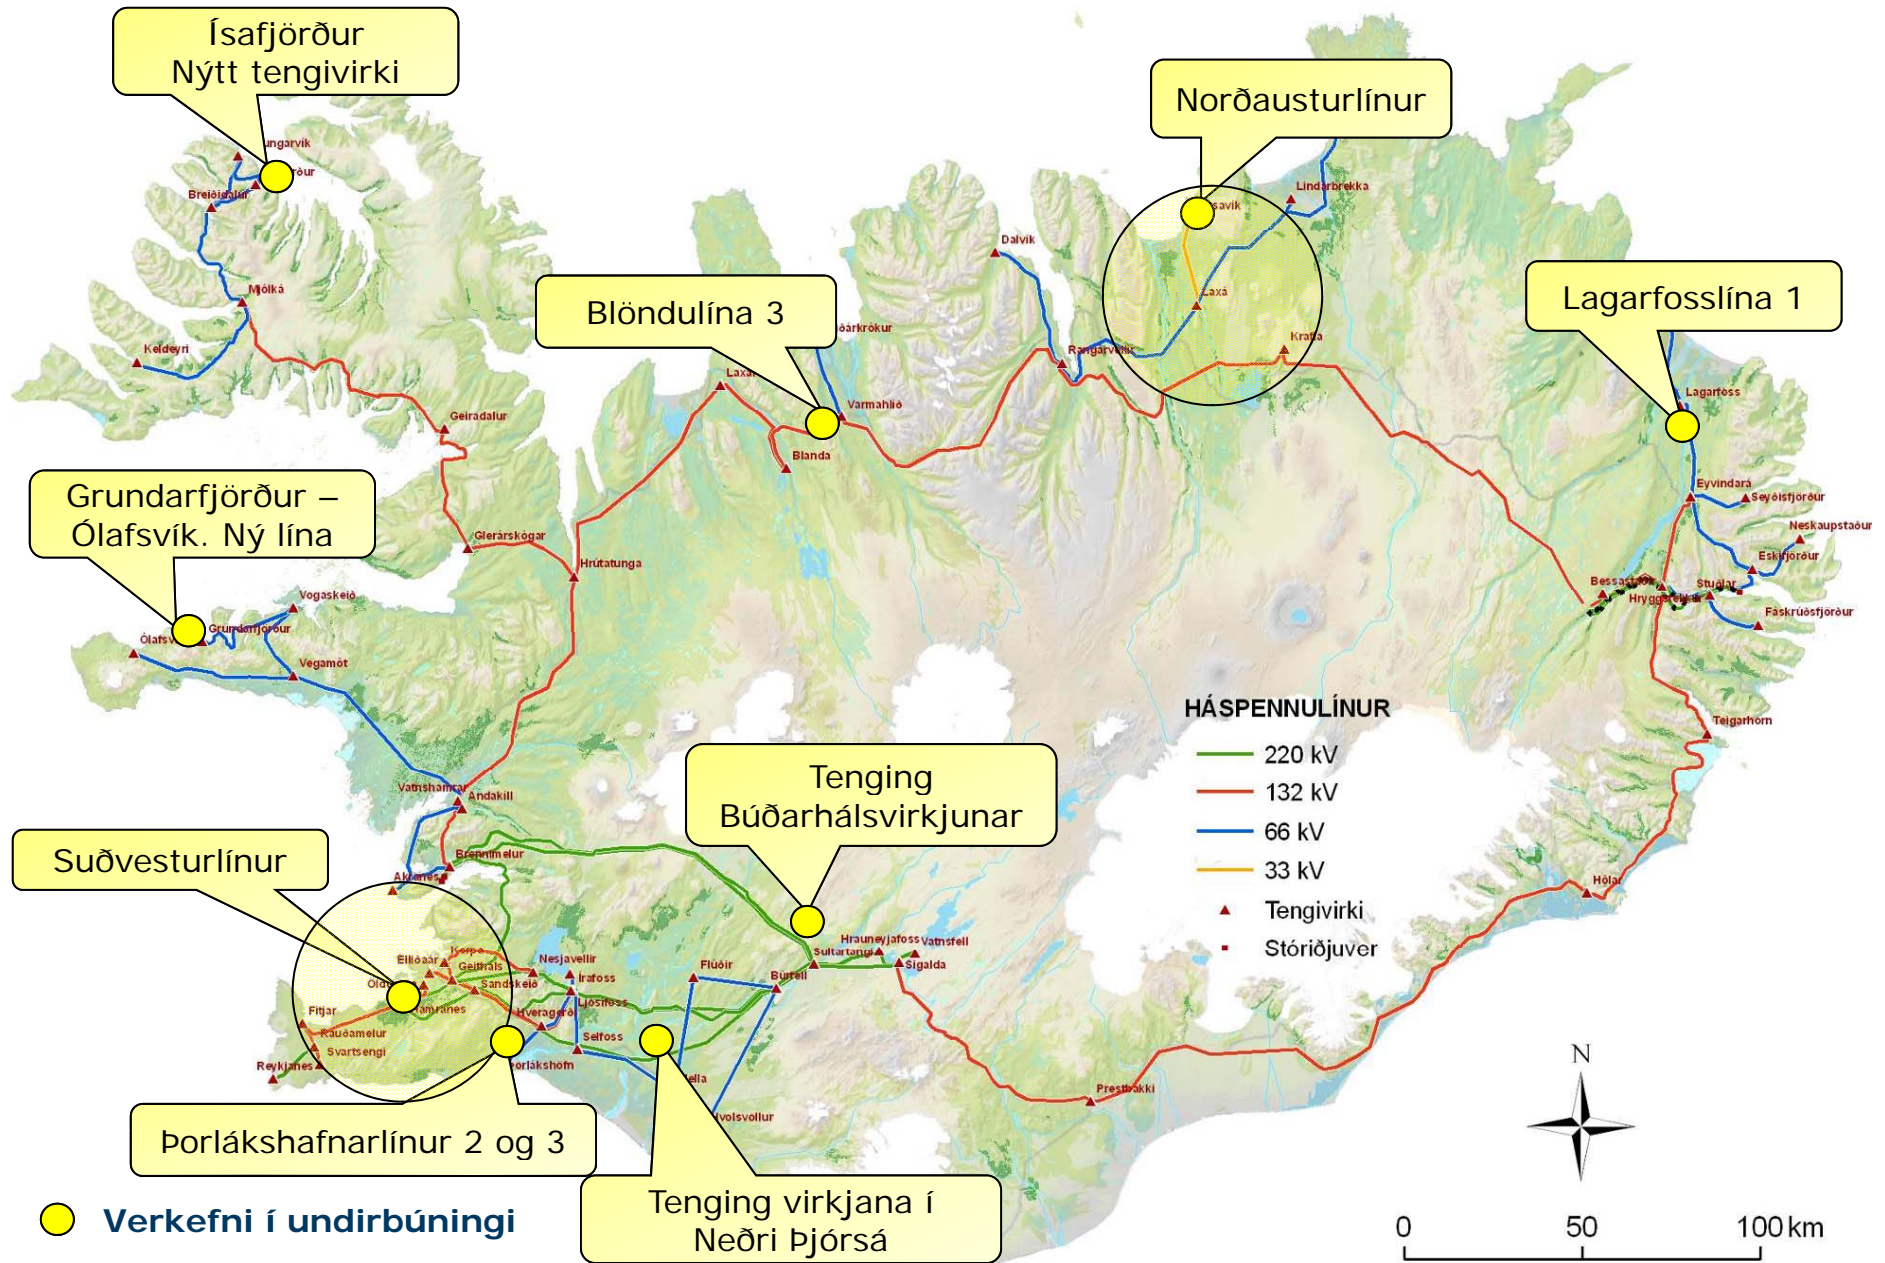 Ísafjörður
Nýtt tengivirki
Norðausturlínur
Blöndulína 3
Lagarfosslína 1
Grundarfjörður –
Ólafsvík. Ný lína
Tenging
Búðarhálsvirkjunar
Suðvesturlínur
Þorlákshafnarlínur 2 og 3
Tenging virkjana í
Neðri Þjórsá
Verkefni í undirbúningi
HÁSPENNULÍNUR
220 kV
132 kV
66 kV
33 kV
Tengivirki
Stóriðjuver
N
0 50 100 km
Breiðidalur
Mjólká
Keldeyri
Geiradalur
Glerárskógar
Hrútatunga
Vogaskeið
Grundarfjörður
Vegamót
Vatnshamrar
Andakíll
Brennimelur
Akranes
Korpa
Elliðaár
Geitháls
Sandskeið
Hamranes
Fitjar
Rauðamelur
Svartsengi
Reykjanes
Nesjavellir
Írafoss
Ljósifoss
Hveragerði
Selfoss
Flúðir
Búrfell
Sultartangi
Hrauneyjafoss
Vatnsfell
Sigalda
Prestbakki
Hólar
Teigarhorn
Dalvík
Rangárvellir
Varmahlíð
Blanda
Laxá
Krafla
Lindarbrekka
Lagarfoss
Eyvindará
Seyðisfjörður
Neskaupstaður
Eskifjörður
Stuðlar
Fáskrúðsfjörður